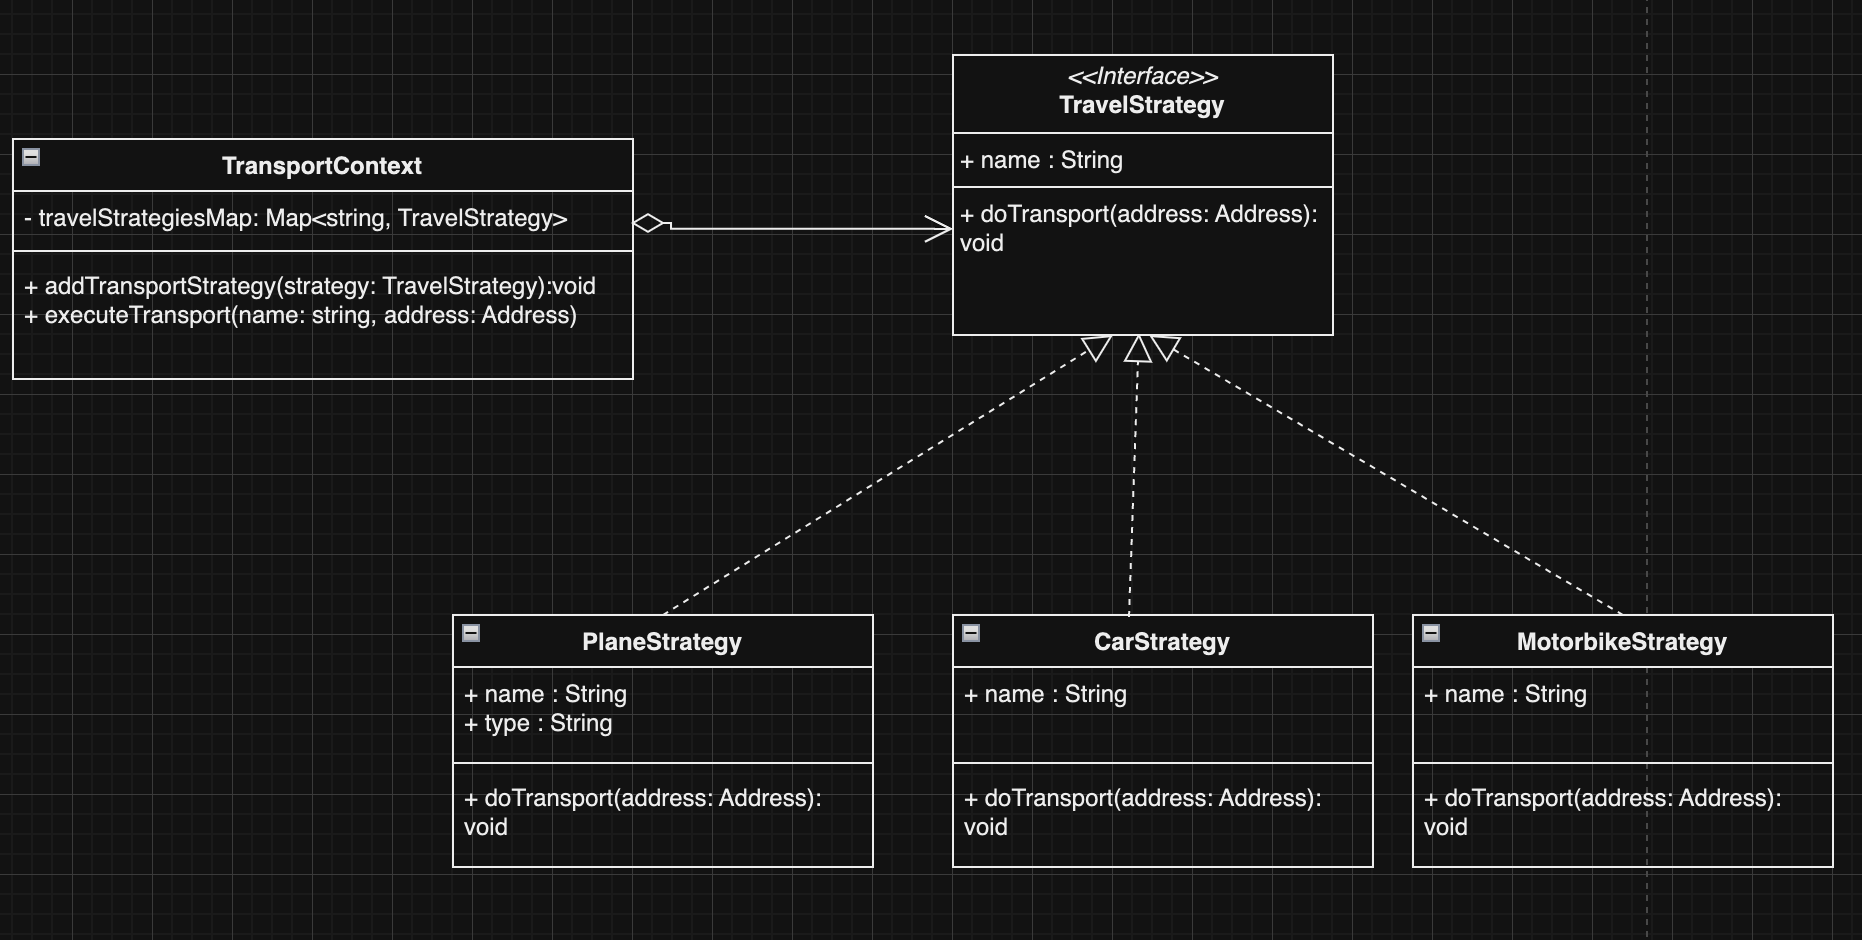 <<Interface>>
TravelStrategy
+ name : String
+ doTransport(address: Address):
void
TransportContext
- travelStrategiesMap: Map<string, TravelStrategy>
+ addTransportStrategy(strategy: TravelStrategy):void
+ executeTransport(name: string, address: Address)
PlaneStrategy
+ name : String
+ type : String
+ doTransport(address: Address):
void
CarStrategy
+ name : String
+ doTransport(address: Address):
void
MotorbikeStrategy
+ name : String
+ doTransport(address: Address):
void